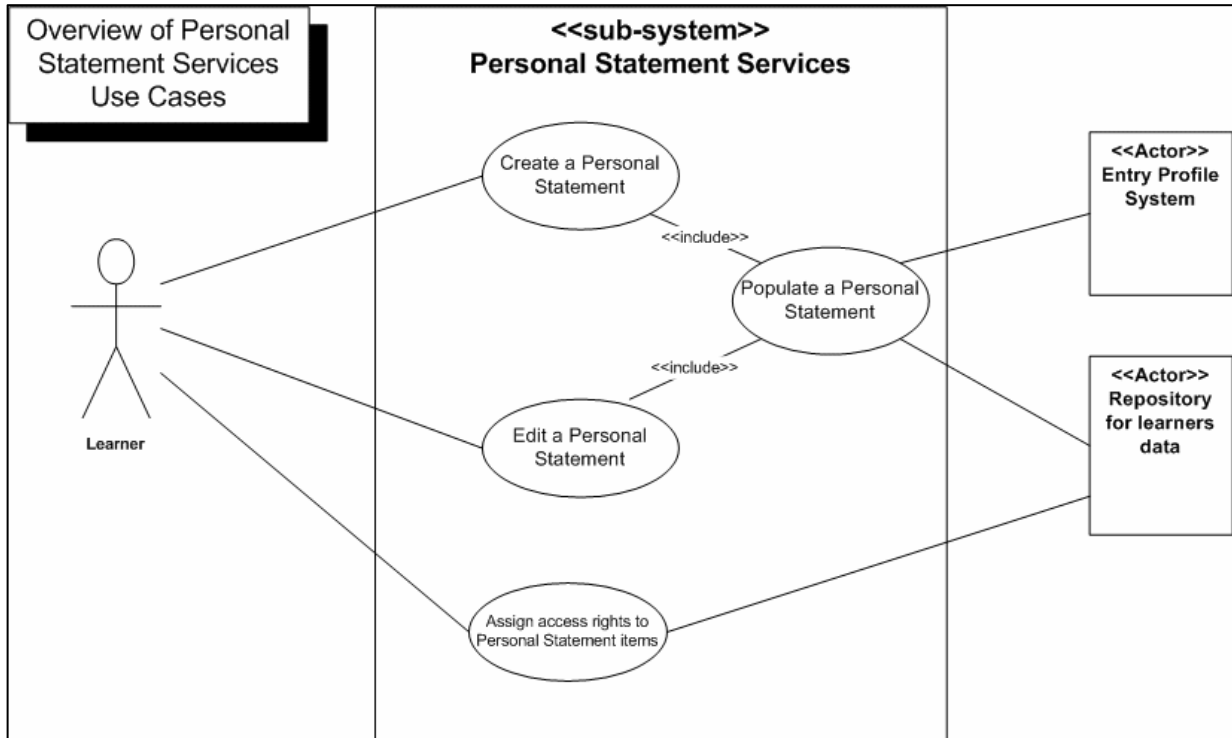 Overview of Personal
Statement Services
Use Cases
<<sub-system>>
Personal Statement Services
Create a Personal
Statement
<<include>>
Populate a Personal
Statement
<<include>>
Edit a Personal
Statement
Assign access rights to
Personal Statement items
Learner
<<Actor>>
Entry Profile
System
<<Actor>>
Repository
for learners
data